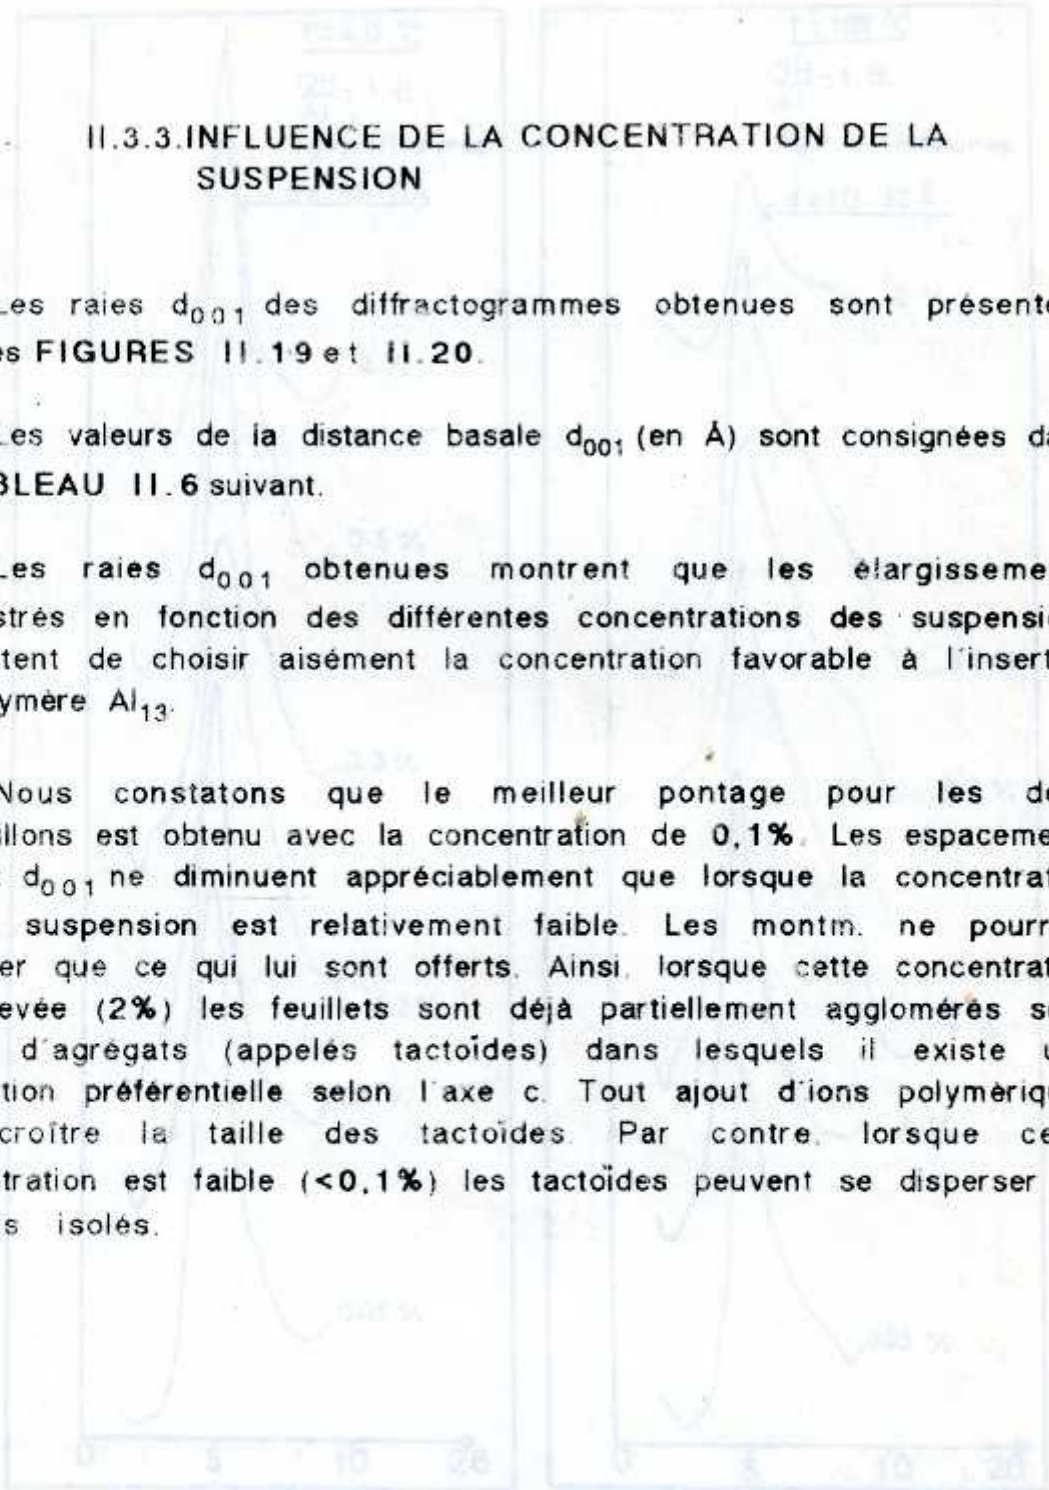 II.3.3.INFLUENCE DE LA CONCENTRATION DE LA
SUSPENSION
Les raies d001 des diffractogrammes obtenues sont présenté
es FIGURES II.19 et II.20.
Les valeurs de la distance basale d001 (en Å) sont consignées da
BLEAU II.6 suivant.
Les raies d001 obtenues montrent que les élargisseme
strés en fonction des différentes concentrations des suspensi
tent de choisir aisément la concentration favorable à l'insert
ymère Al13.
Nous constatons que le meilleur pontage pour les de
illons est obtenu avec la concentration de 0,1%. Les espaceme
d001 ne diminuent appréciablement que lorsque la concentrat
suspension est relativement faible. Les montm. ne pourr
er que ce qui lui sont offerts. Ainsi, lorsque cette concentrat
evée (2%) les feuillets sont déjà partiellement agglomérés s
d'agrégats (appelés tactoïdes) dans lesquels il existe u
tion préférentielle selon l'axe c. Tout ajout d'ions polymériq
croître la taille des tactoïdes. Par contre, lorsque ce
tration est faible (<0,1%) les tactoïdes peuvent se disperser
s isolés.